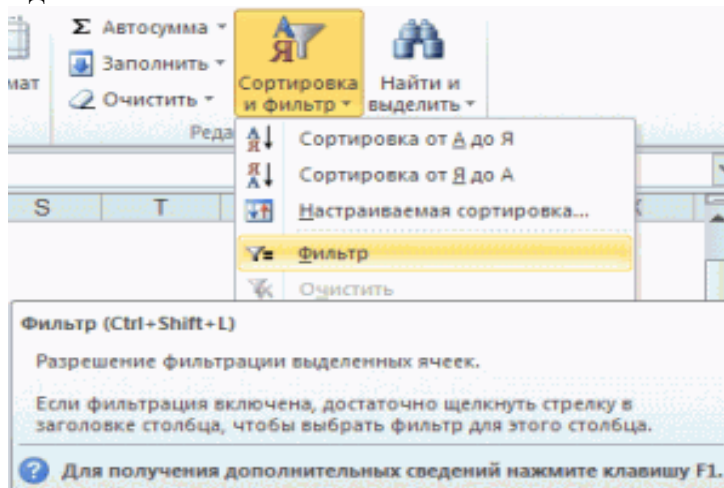 Σ Автосумма
Заполнить
Очистить
мат
Сортировка
и фильтр
Найти и
выделить
Реда
Сортировка от А до Я
Сортировка от Я до А
Настраиваемая сортировка...
Фильтр
Очистить
S T
Фильтр (Ctrl+Shift+L)
Разрешение фильтрации выделенных ячеек.
Если фильтрация включена, достаточно щелкнуть стрелку в
заголовке столбца, чтобы выбрать фильтр для этого столбца.
Для получения дополнительных сведений нажмите клавишу F1.